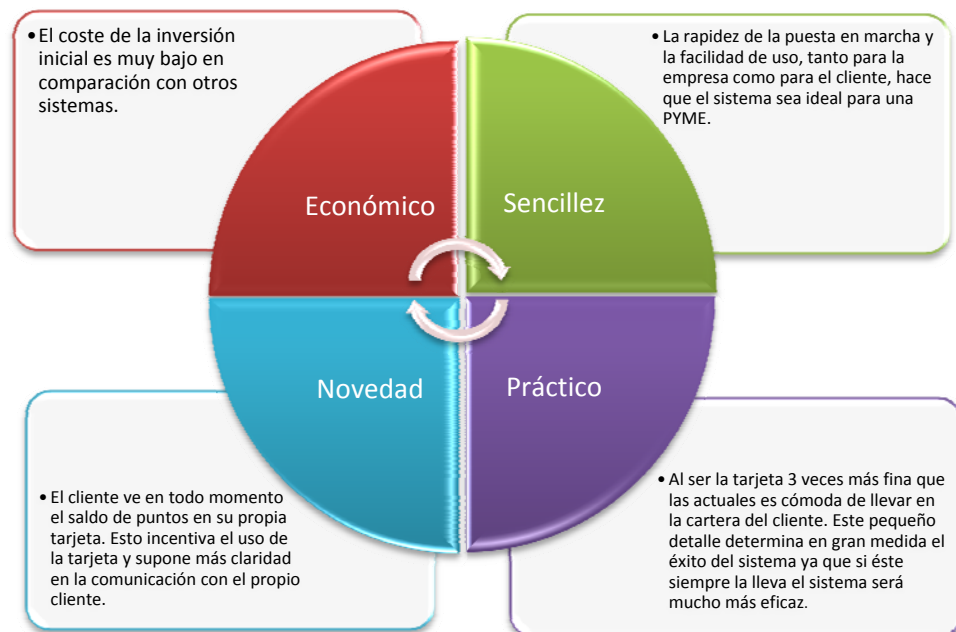 • El coste de la inversión
inicial es muy bajo en
comparación con otros
sistemas.
• La rapidez de la puesta en marcha y
la facilidad de uso, tanto para la
empresa como para el cliente, hace
que el sistema sea ideal para una
PYME.
Económico
Sencillez
Novedad
Práctico
• El cliente ve en todo momento
el saldo de puntos en su propia
tarjeta. Esto incentiva el uso de
la tarjeta y supone más claridad
en la comunicación con el propio
cliente.
• Al ser la tarjeta 3 veces más fina que
las actuales es cómoda de llevar en
la cartera del cliente. Este pequeño
detalle determina en gran medida el
éxito del sistema ya que si éste
siempre la lleva el sistema será
mucho más eficaz.